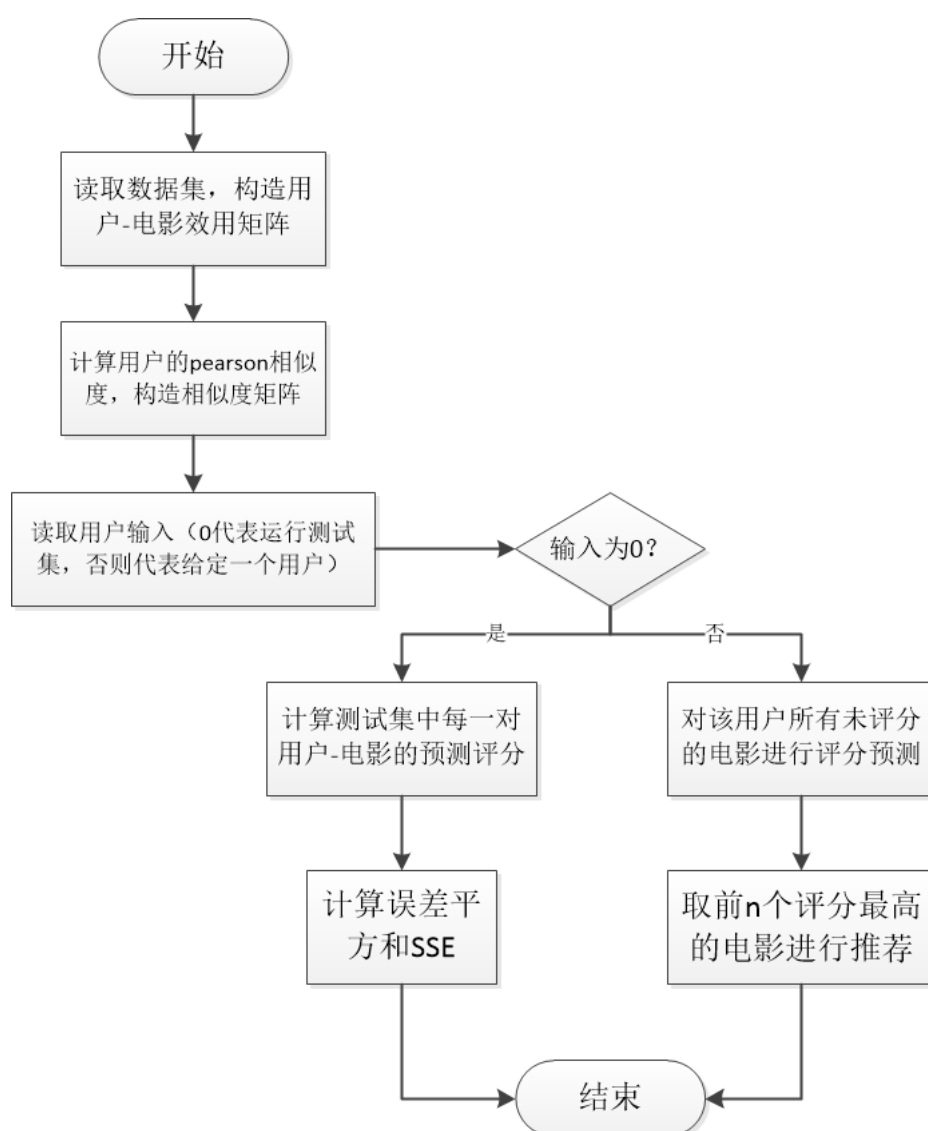 开始
读取数据集，构造用
户-电影效用矩阵
计算用户的pearson相似
度，构造相似度矩阵
读取用户输入（0代表运行测试
集，否则代表给定一个用户）
输入为0？
是
否
计算测试集中每一对
用户-电影的预测评分
对该用户所有未评分
的电影进行评分预测
计算误差平
方和SSE
取前n个评分最高
的电影进行推荐
结束